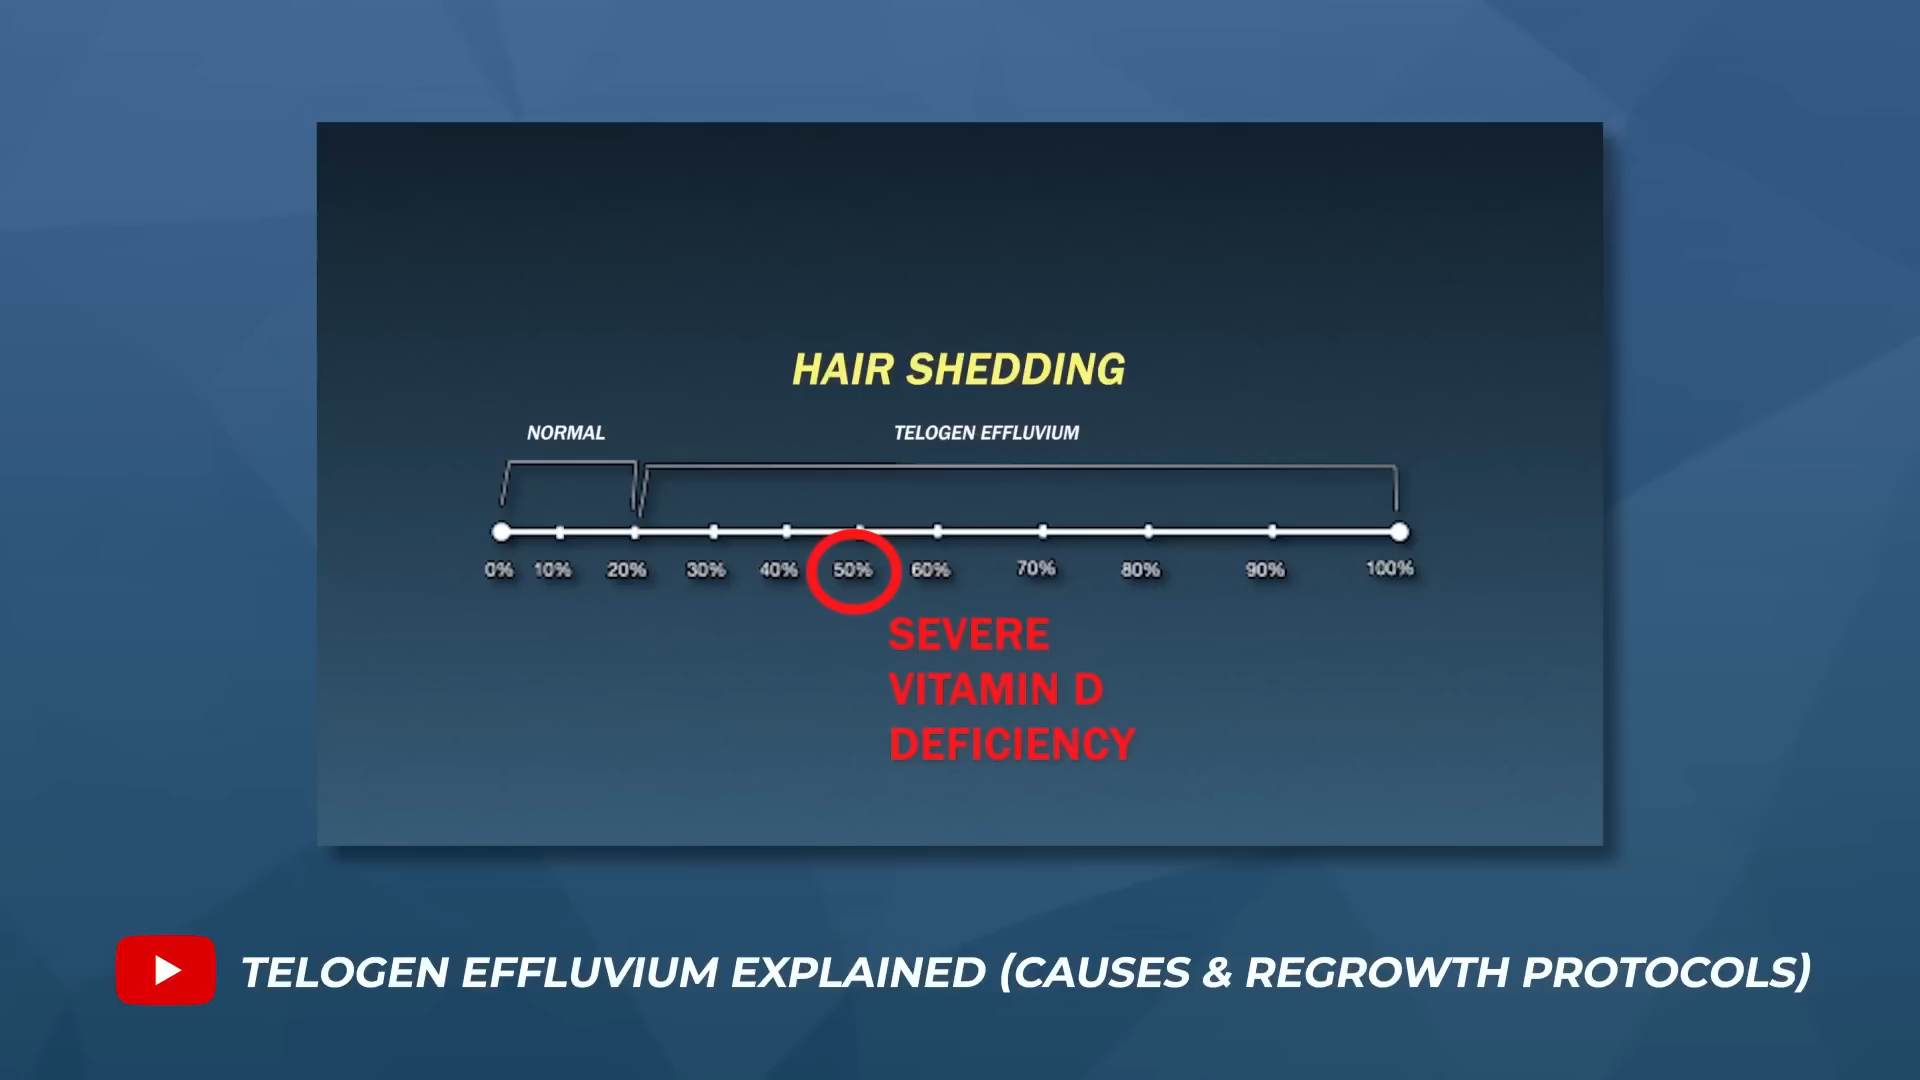 HAIR SHEDDING
NORMAL TELOGEN EFFLUVIUM
0% 10% 20% 30% 40% 50% 60% 70% 80% 90% 100%
SEVERE
VITAMIN D
DEFICIENCY
TELOGEN EFFLUVIUM EXPLAINED (CAUSES & REGROWTH PROTOCOLS)